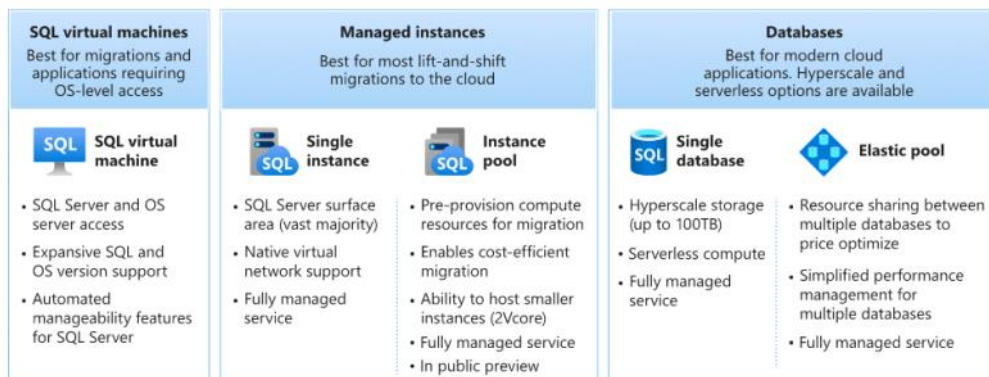 SQL virtual machines
Best for migrations and
applications requiring
OS-level access
SQL
SQL virtual
machine
• SQL Server and OS
server access
• Expansive SQL and
OS version support
• Automated
manageability features
for SQL Server
Managed instances
Best for most lift-and-shift
migrations to the cloud
SQL
Single
instance
• SQL Server surface
area (vast majority)
• Native virtual
network support
• Fully managed
service
SQL
Instance
pool
• Pre-provision compute
resources for migration
• Enables cost-efficient
migration
• Ability to host smaller
instances (2Vcore)
• Fully managed service
• In public preview
Databases
Best for modern cloud
applications. Hyperscale and
serverless options are available
SQL
Single
database
• Hyperscale storage
(up to 100TB)
• Serverless compute
• Fully managed
service
Elastic pool
• Resource sharing between
multiple databases to
price optimize
• Simplified performance
management for
multiple databases
• Fully managed service